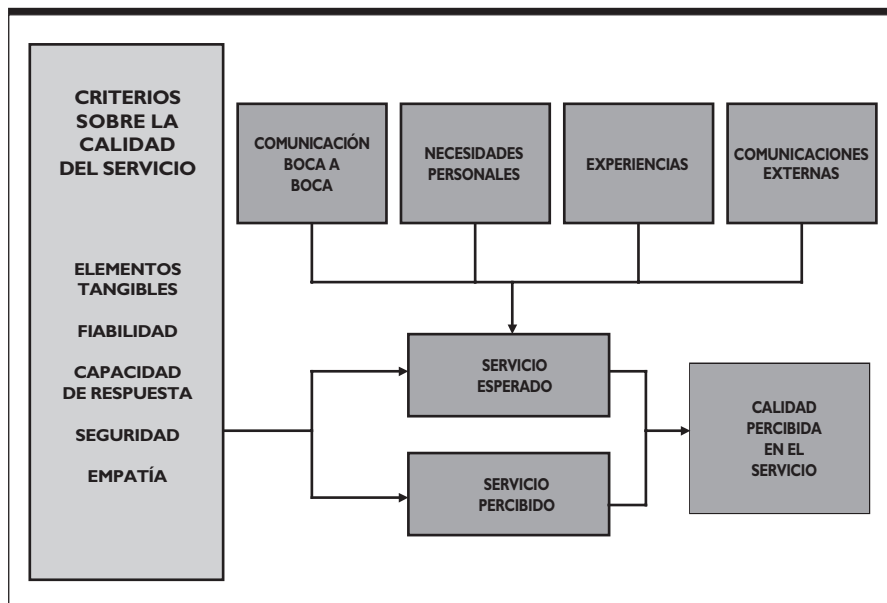 CRITERIOS
SOBRE LA
CALIDAD
DEL SERVICIO
ELEMENTOS
TANGIBLES
FIABILIDAD
CAPACIDAD
DE RESPUESTA
SEGURIDAD
EMPATÍA
COMUNICACIÓN
BOCA A
BOCA
NECESIDADES
PERSONALES
EXPERIENCIAS
COMUNICACIONES
EXTERNAS
SERVICIO
ESPERADO
SERVICIO
PERCIBIDO
CALIDAD
PERCIBIDA
EN EL
SERVICIO